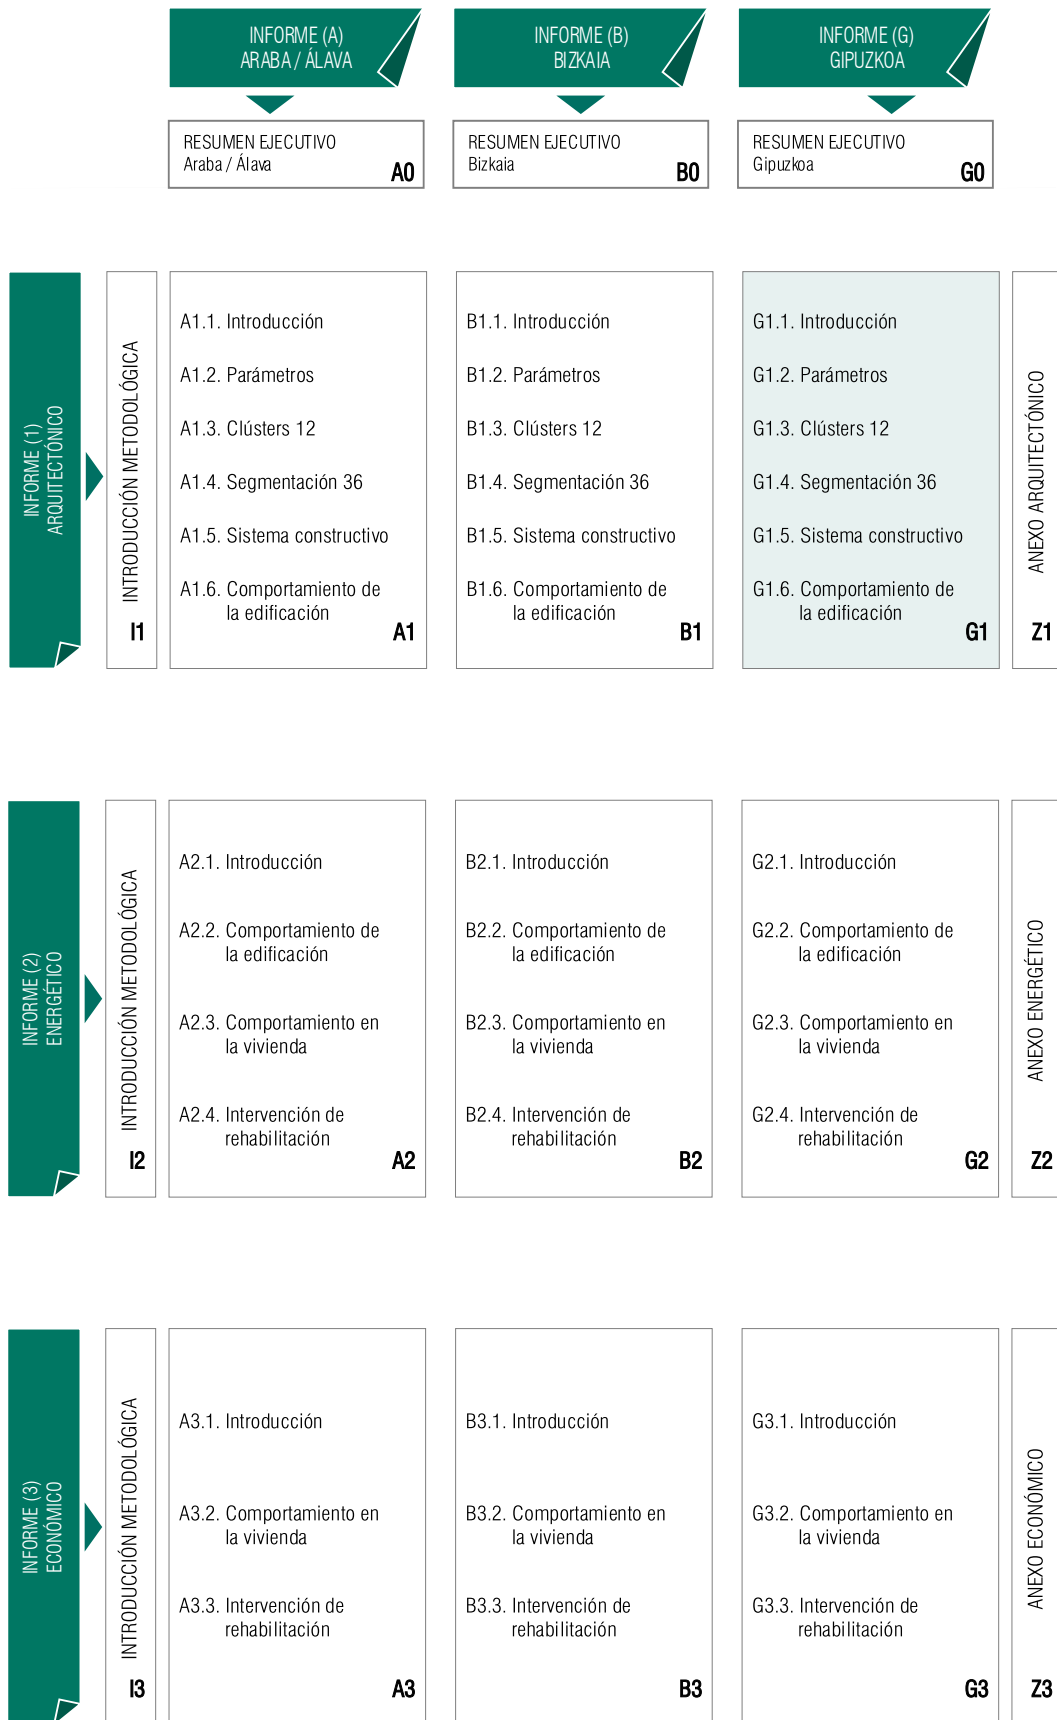 INFORME (A)
ARABA / ÁLAVA
INFORME (B)
BIZKAIA
INFORME (G)
GIPUZKOA
RESUMEN EJECUTIVO
Araba / Álava
A0
RESUMEN EJECUTIVO
Bizkaia
B0
RESUMEN EJECUTIVO
Gipuzkoa
G0
INFORME (1)
ARQUITECTÓNICO
INTRODUCCIÓN METODOLÓGICA
I1
A1.1. Introducción
A1.2. Parámetros
A1.3. Clústers 12
A1.4. Segmentación 36
A1.5. Sistema constructivo
A1.6. Comportamiento de
la edificación
A1
B1.1. Introducción
B1.2. Parámetros
B1.3. Clústers 12
B1.4. Segmentación 36
B1.5. Sistema constructivo
B1.6. Comportamiento de
la edificación
B1
G1.1. Introducción
G1.2. Parámetros
G1.3. Clústers 12
G1.4. Segmentación 36
G1.5. Sistema constructivo
G1.6. Comportamiento de
la edificación
G1
ANEXO ARQUITECTÓNICO
Z1
INFORME (2)
ENERGÉTICO
INTRODUCCIÓN METODOLÓGICA
I2
A2.1. Introducción
A2.2. Comportamiento de
la edificación
A2.3. Comportamiento en
la vivienda
A2.4. Intervención de
rehabilitación
A2
B2.1. Introducción
B2.2. Comportamiento de
la edificación
B2.3. Comportamiento en
la vivienda
B2.4. Intervención de
rehabilitación
B2
G2.1. Introducción
G2.2. Comportamiento de
la edificación
G2.3. Comportamiento en
la vivienda
G2.4. Intervención de
rehabilitación
G2
ANEXO ENERGÉTICO
Z2
INFORME (3)
ECONÓMICO
INTRODUCCIÓN METODOLÓGICA
I3
A3.1. Introducción
A3.2. Comportamiento en
la vivienda
A3.3. Intervención de
rehabilitación
A3
B3.1. Introducción
B3.2. Comportamiento en
la vivienda
B3.3. Intervención de
rehabilitación
B3
G3.1. Introducción
G3.2. Comportamiento en
la vivienda
G3.3. Intervención de
rehabilitación
G3
ANEXO ECONÓMICO
Z3